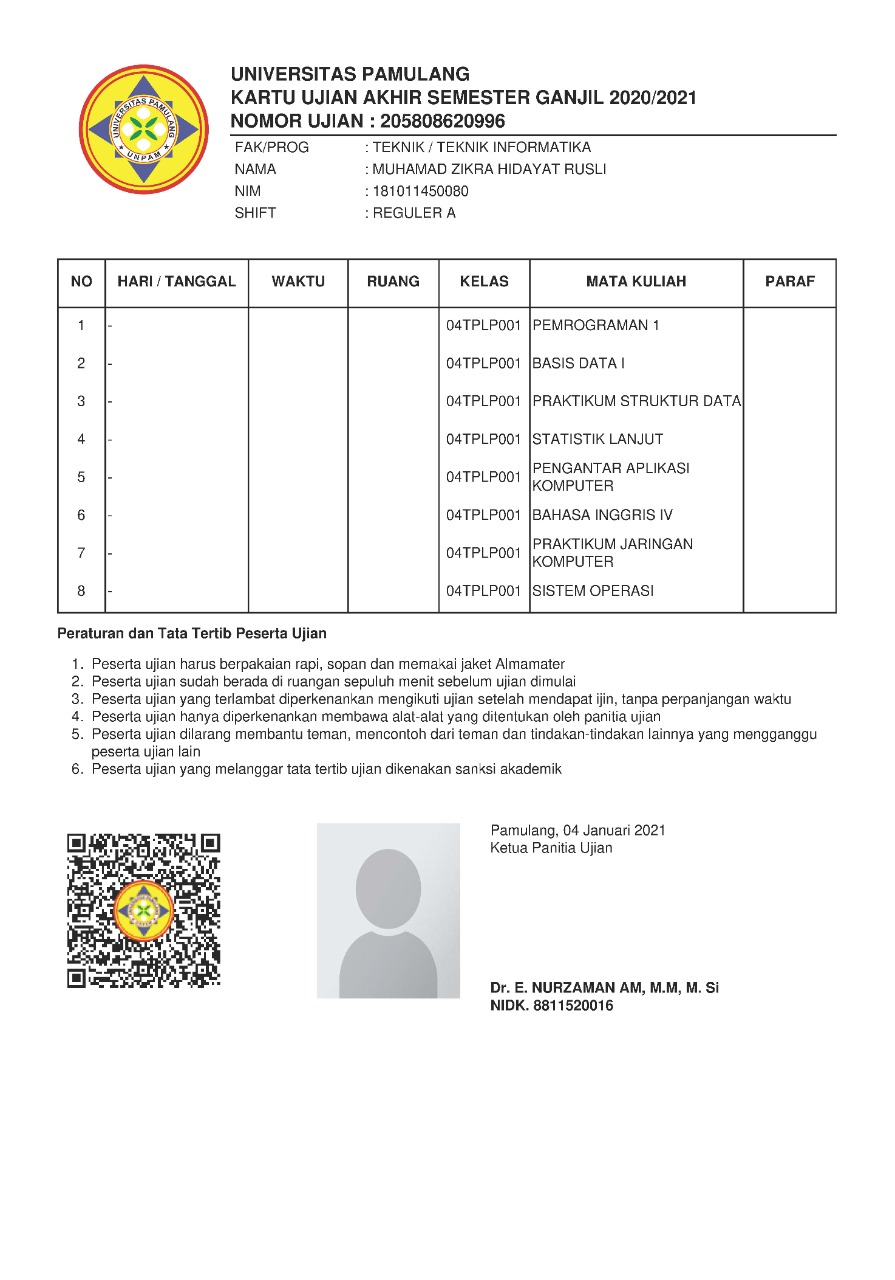 UNIVERSITAS PAMULANG
UNPAM
UNIVERSITAS PAMULANG
KARTU UJIAN AKHIR SEMESTER GANJIL 2020/2021
NOMOR UJIAN : 205808620996
FAK/PROG : TEKNIK / TEKNIK INFORMATIKA
NAMA : MUHAMAD ZIKRA HIDAYAT RUSLI
NIM : 181011450080
SHIFT : REGULER A
NO HARI / TANGGAL WAKTU RUANG KELAS MATA KULIAH PARAF
1 - 04TPLP001 PEMROGRAMAN 1
2 - 04TPLP001 BASIS DATA I
3 - 04TPLP001 PRAKTIKUM STRUKTUR DATA
4 - 04TPLP001 STATISTIK LANJUT
5 - 04TPLP001 PENGANTAR APLIKASI
KOMPUTER
6 - 04TPLP001 BAHASA INGGRIS IV
7 - 04TPLP001 PRAKTIKUM JARINGAN
KOMPUTER
8 - 04TPLP001 SISTEM OPERASI
Peraturan dan Tata Tertib Peserta Ujian
1. Peserta ujian harus berpakaian rapi, sopan dan memakai jaket Almamater
2. Peserta ujian sudah berada di ruangan sepuluh menit sebelum ujian dimulai
3. Peserta ujian yang terlambat diperkenankan mengikuti ujian setelah mendapat ijin, tanpa perpanjangan waktu
4. Peserta ujian hanya diperkenankan membawa alat-alat yang ditentukan oleh panitia ujian
5. Peserta ujian dilarang membantu teman, mencontoh dari teman dan tindakan-tindakan lainnya yang mengganggu
peserta ujian lain
6. Peserta ujian yang melanggar tata tertib ujian dikenakan sanksi akademik
Pamulang, 04 Januari 2021
Ketua Panitia Ujian
Dr. E. NURZAMAN AM, M.M, M. Si
NIDK. 8811520016